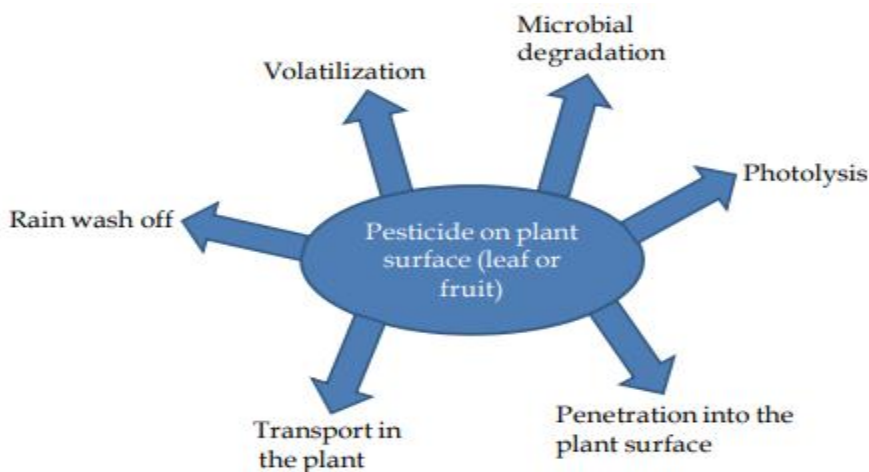 Microbial
degradation
Volatilization
Photolysis
Rain wash off
Pesticide on plant
surface (leaf or
fruit)
Penetration into the
plant surface
Transport in
the plant